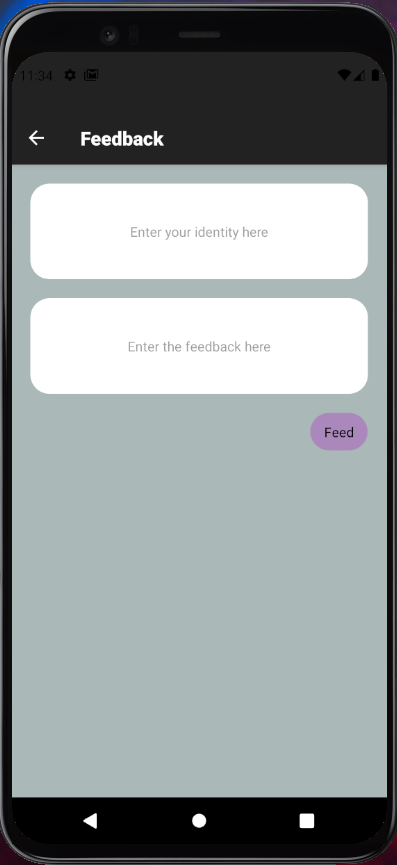 11:34
Feedback
Enter your identity here
Enter the feedback here
Feed